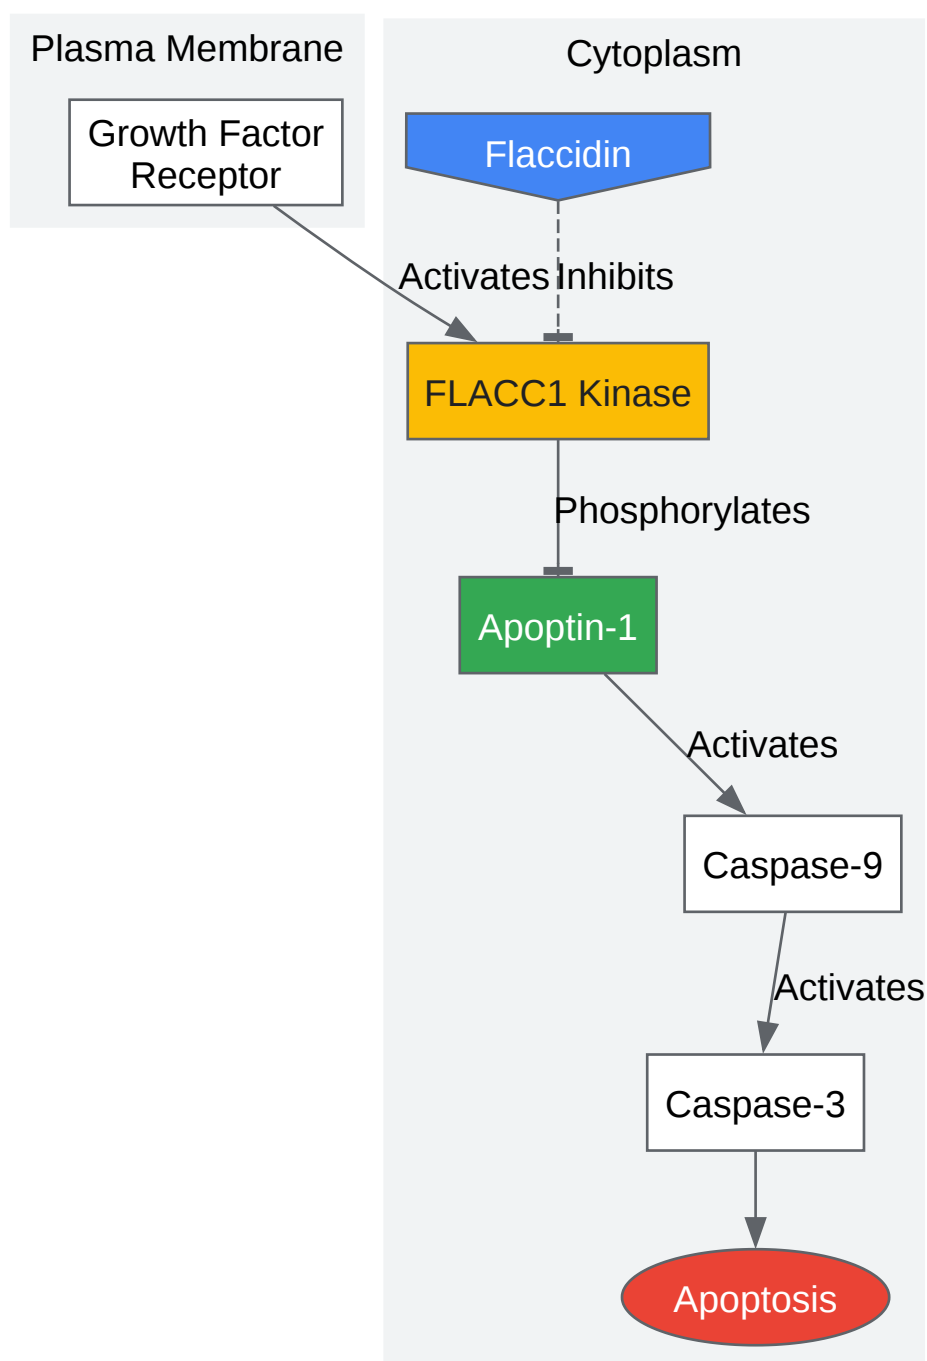 Plasma Membrane
Cytoplasm
Growth Factor
Receptor
Flaccidin
Activates
Inhibits
FLACC1 Kinase
Phosphorylates
Apoptin-1
Activates
Caspase-9
Activates
Caspase-3
Apoptosis